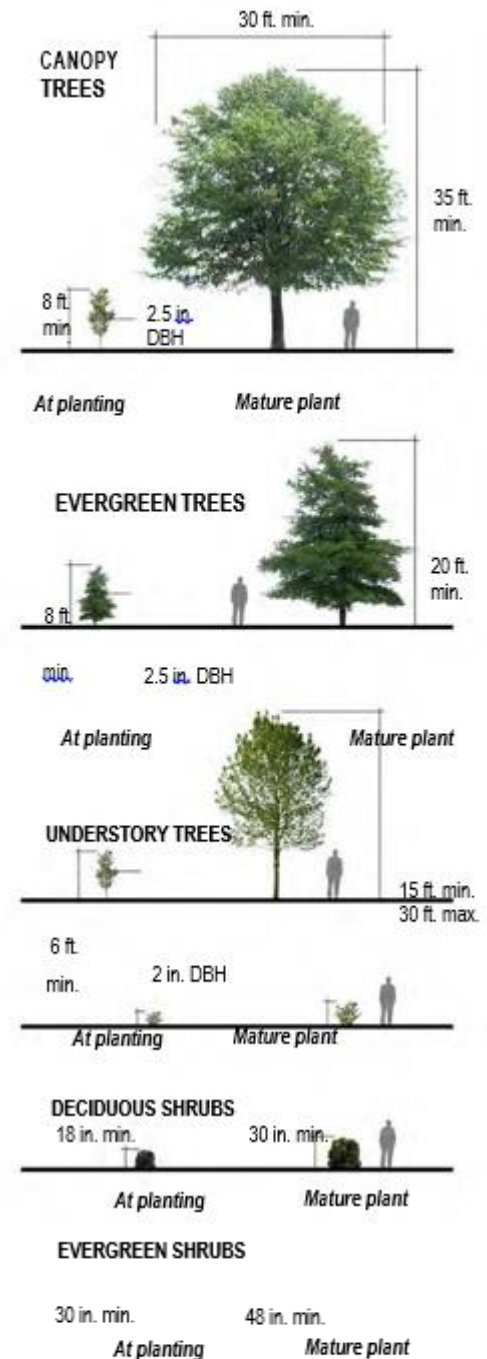 30 ft. min.
CANOPY
TREES
35 ft.
min.
8 ft.
min
2.5 in.
DBH
At planting
Mature plant
EVERGREEN TREES
20 ft.
min.
8 ft.
min.
2.5 in. DBH
At planting
Mature plant
UNDERSTORY TREES
15 ft. min.
30 ft. max.
6 ft.
min.
2 in. DBH
At planting
Mature plant
DECIDUOUS SHRUBS
18 in. min.
30 in. min.
At planting
Mature plant
EVERGREEN SHRUBS
30 in. min.
48 in. min.
At planting
Mature plant